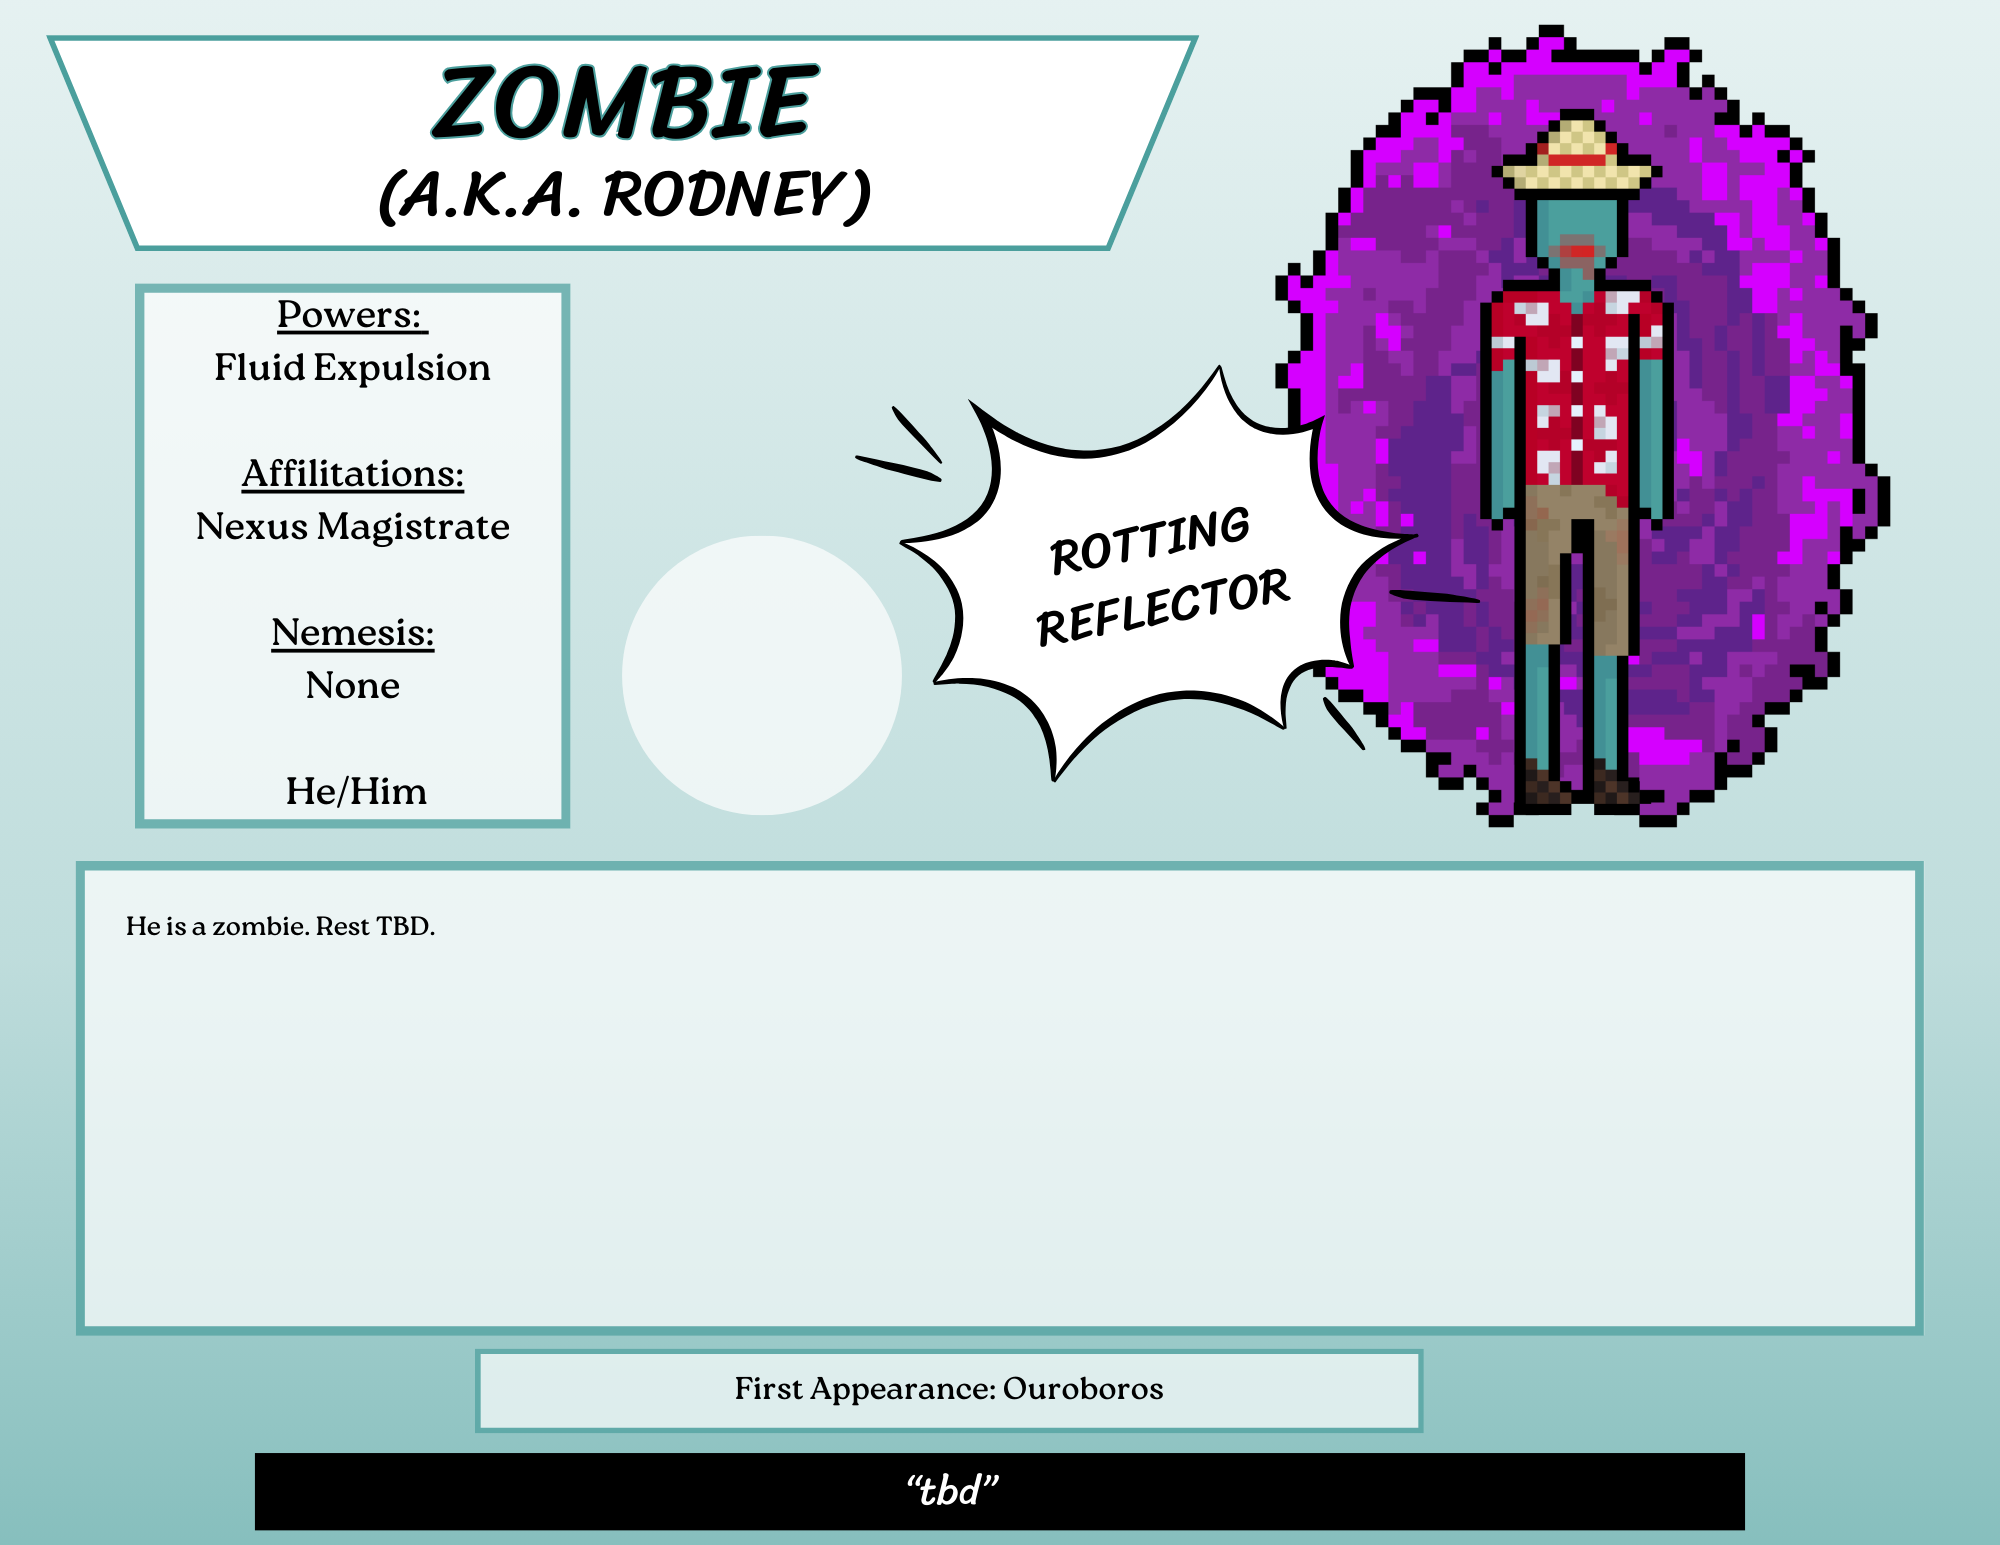 ZOMBIE
(A.K.A. RODNEY)
Powers:
Fluid Expulsion
Affilitations:
Nexus Magistrate
Nemesis:
None
He/Him
ROTTING
REFLECTOR
He is a zombie. Rest TBD.
First Appearance: Ouroboros
“tbd”